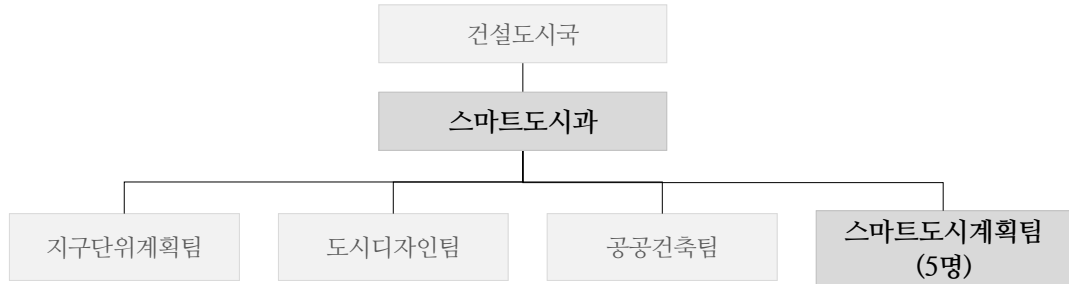 건설도시국
스마트도시과
지구단위계획팀
도시디자인팀
공공건축팀
스마트도시계획팀
(5명)